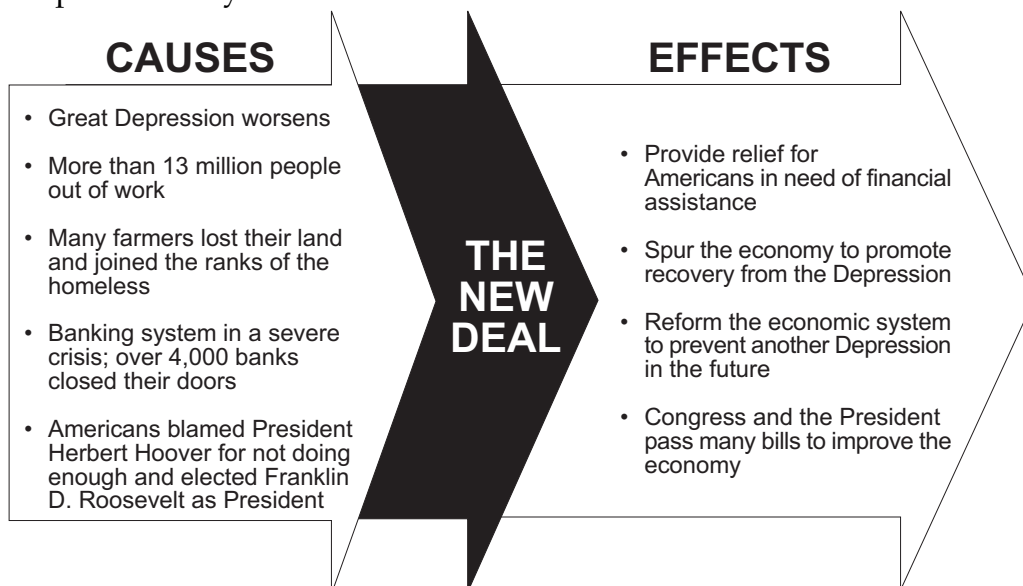 CAUSES
• Great Depression worsens
• More than 13 million people
out of work
• Many farmers lost their land
and joined the ranks of the
homeless
• Banking system in a severe
crisis; over 4,000 banks
closed their doors
• Americans blamed President
Herbert Hoover for not doing
enough and elected Franklin
D. Roosevelt as President
THE
NEW
DEAL
EFFECTS
• Provide relief for
Americans in need of financial
assistance
• Spur the economy to promote
recovery from the Depression
• Reform the economic system
to prevent another Depression
in the future
• Congress and the President
pass many bills to improve the
economy